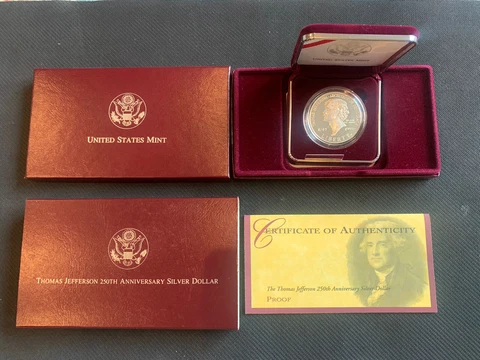 UNITED STATES MINT
LIBERTY
THOMAS JEFFERSON 250TH ANNIVERSARY SILVER DOLLAR
CERTIFICATE OF AUTHENTICITY
The Thomas Jefferson 250th Anniversary Silver Dollar
PROOF